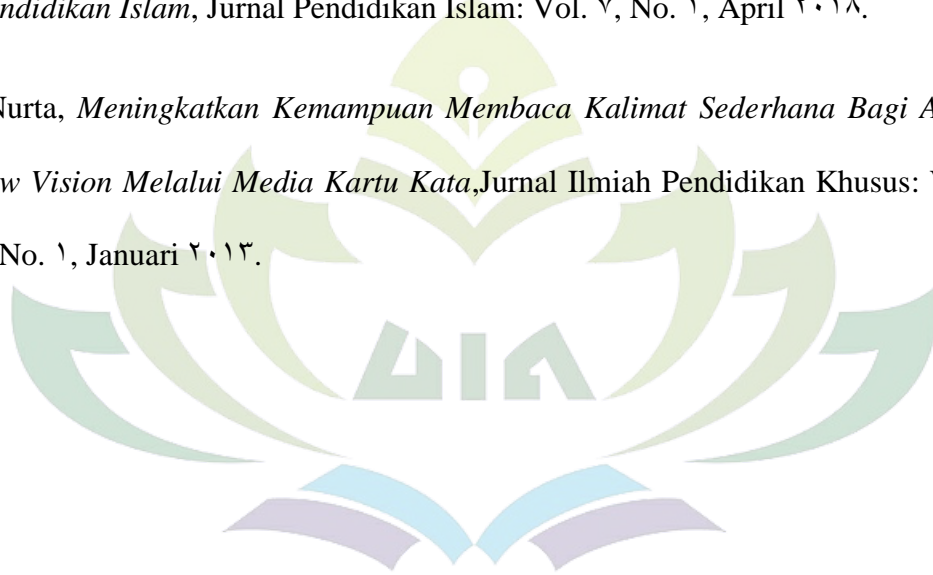 ndidikan Islam, Jurnal Pendidikan Islam: Vol. ٧, No. ١, April ٢٠١٨.
Nurta, Meningkatkan Kemampuan Membaca Kalimat Sederhana Bagi A
w Vision Melalui Media Kartu Kata,Jurnal Ilmiah Pendidikan Khusus: V
No. ١, Januari ٢٠١٣.
UIN